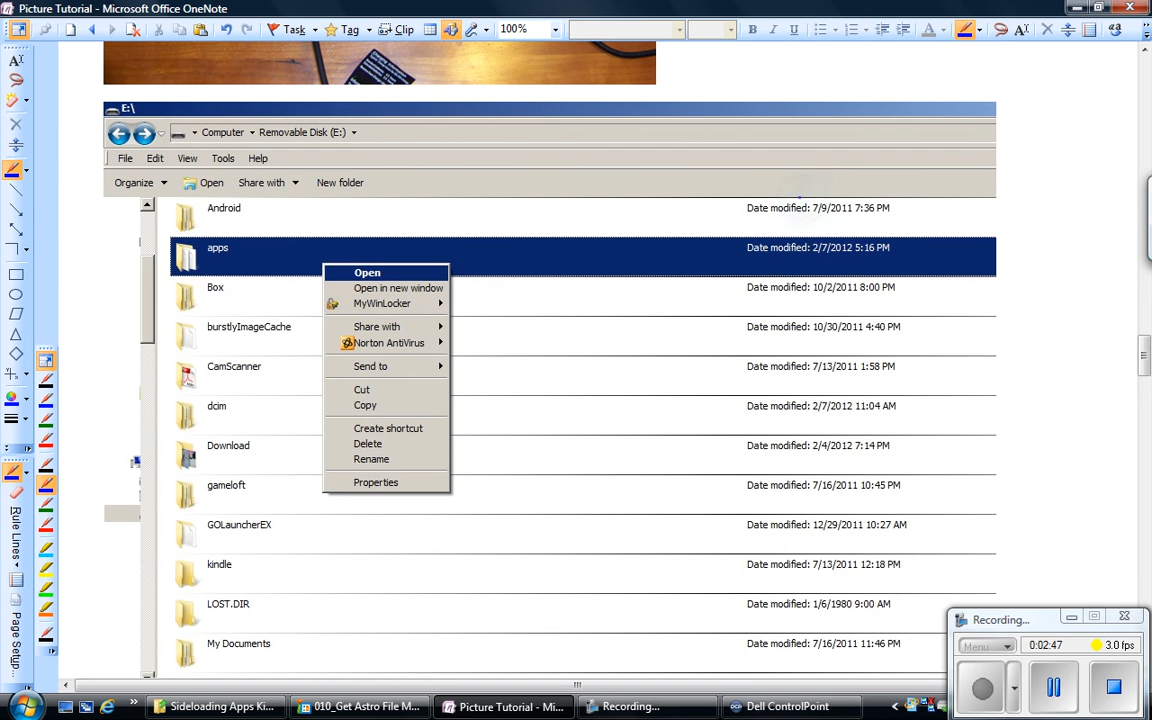 Picture Tutorial - Microsoft Office OneNote
Task
Tag
Clip
100%
B I U
E:\
Computer
Removable Disk (E:)
File Edit View Tools Help
Organize Open Share with New folder
Android Date modified: 7/9/2011 7:36 PM
apps Date modified: 2/7/2012 5:16 PM
Box Date modified: 10/2/2011 8:00 PM
burstlyImageCache Date modified: 10/30/2011 4:40 PM
CamScanner Date modified: 7/13/2011 1:58 PM
dcim Date modified: 2/7/2012 11:04 AM
Download Date modified: 2/4/2012 7:14 PM
gameloft Date modified: 7/16/2011 10:45 PM
GOLauncherEX Date modified: 12/29/2011 10:27 AM
kindle Date modified: 7/13/2011 12:18 PM
LOST.DIR Date modified: 1/6/1980 9:00 AM
My Documents Date modified: 7/16/2011 11:46 PM
Open
Open in new window
MyWinLocker
Share with
Norton AntiVirus
Send to
Cut
Copy
Create shortcut
Delete
Rename
Properties
Rule Lines
Page Setup...
Recording...
Menu
0:02:47
3.0 fps
Sideloading Apps Ki...
010_Get Astro File M...
Picture Tutorial - Mi...
Recording...
Dell ControlPoint